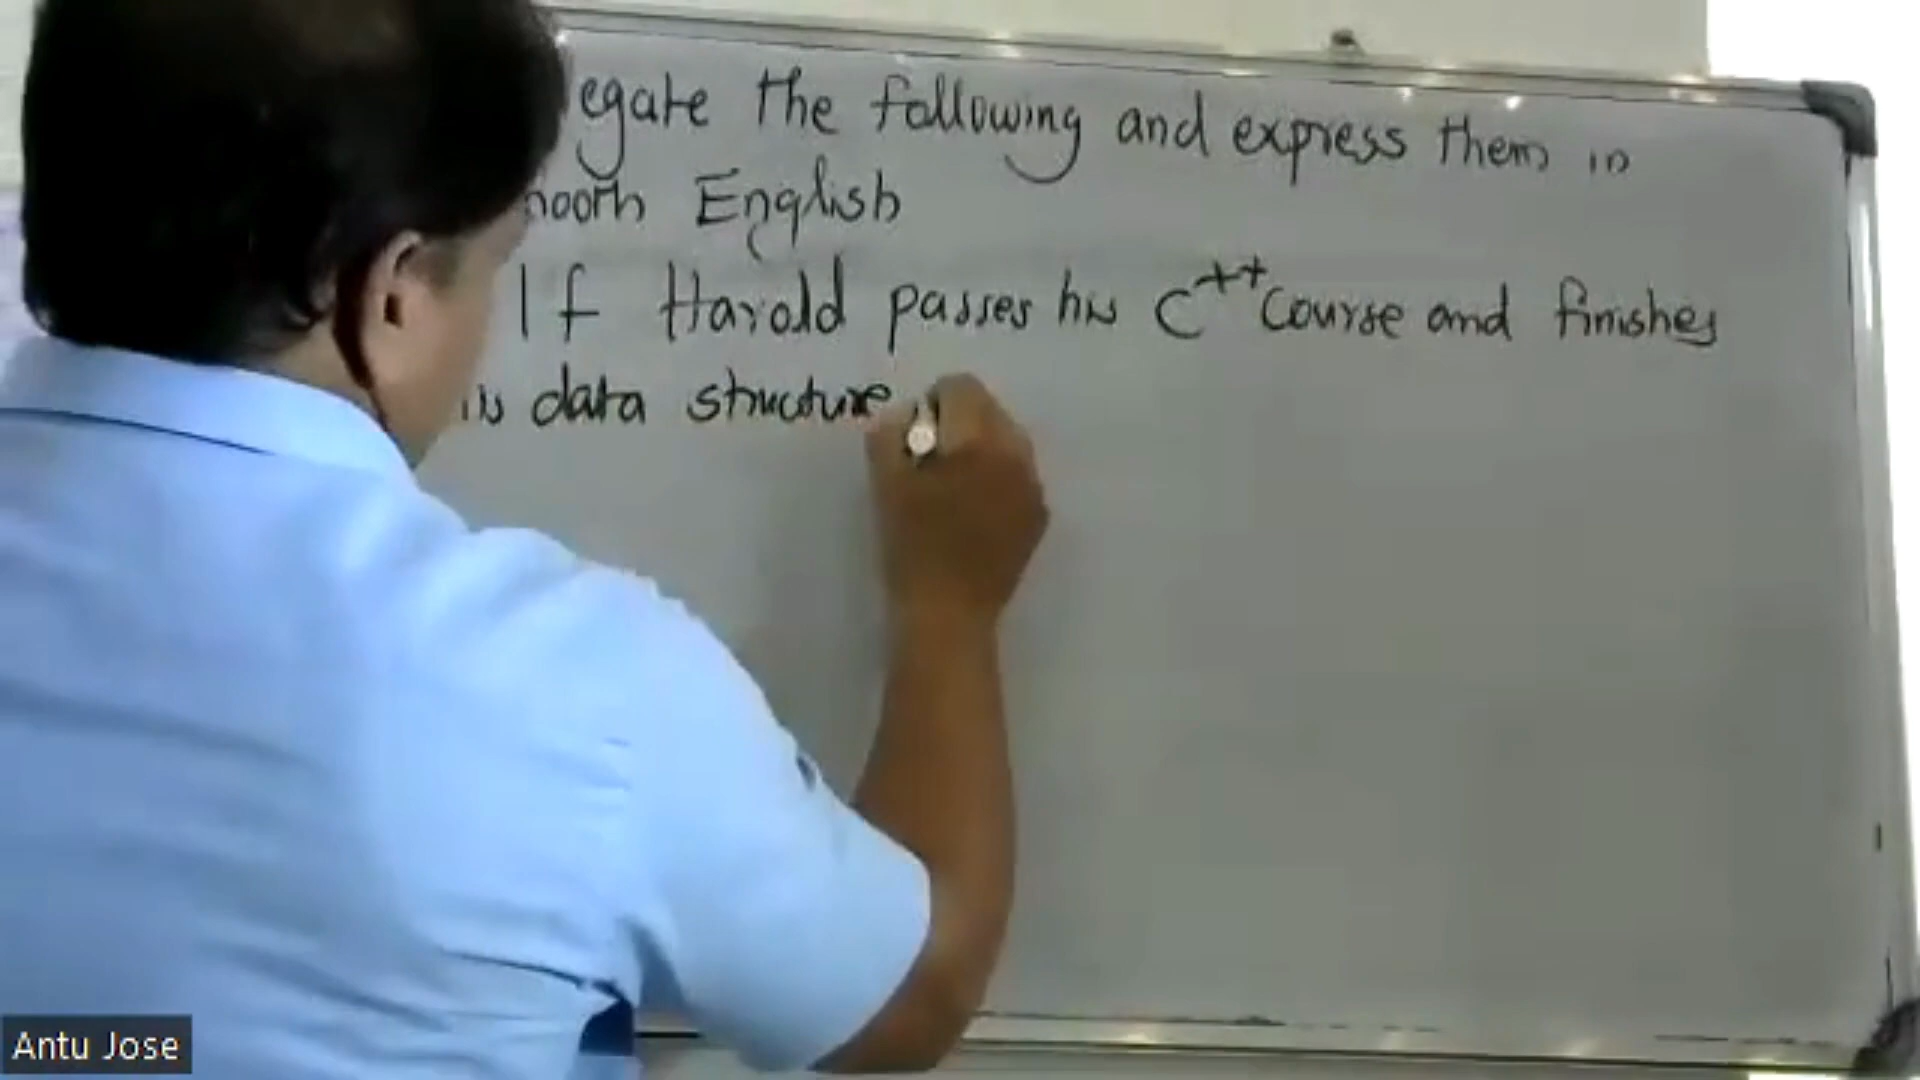 egate the following and express them in
nooth English
If Harold passes his C++ course and finishes
is data structure
Antu Jose